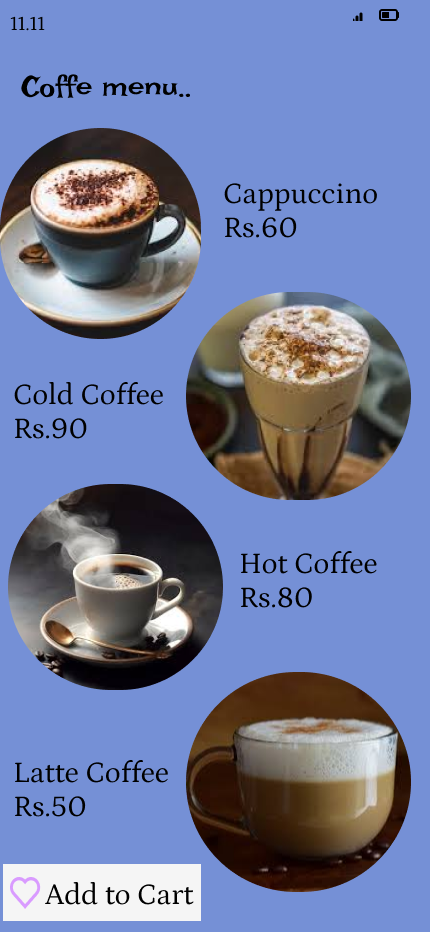 11.11
Coffe menu..
Cappuccino
Rs.60
Cold Coffee
Rs.90
Hot Coffee
Rs.80
Latte Coffee
Rs.50
Add to Cart